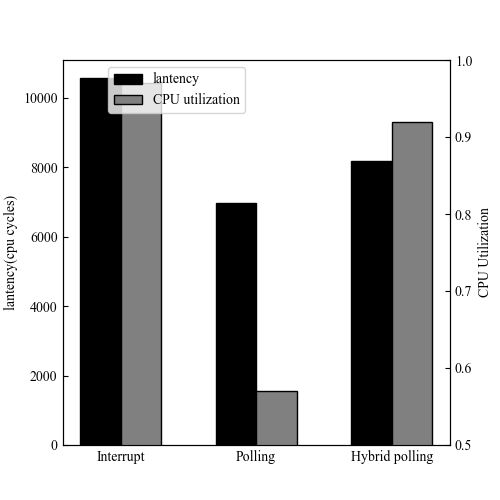 lantency
CPU utilization
lantency(cpu cycles)
10000
8000
6000
4000
2000
0
1.0
0.9
0.8
0.7
0.6
0.5
CPU Utilization
Interrupt
Polling
Hybrid polling